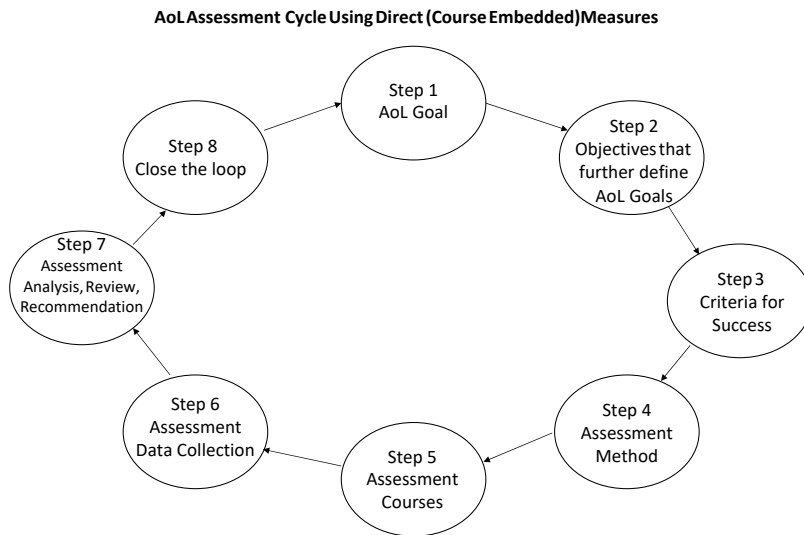 AoL Assessment Cycle Using Direct (Course Embedded) Measures
Step 1
AoL Goal
Step 2
Objectives that
further define
AoL Goals
Step 3
Criteria for
Success
Step 4
Assessment
Method
Step 5
Assessment
Courses
Step 6
Assessment
Data Collection
Step 7
Assessment
Analysis, Review,
Recommendation
Step 8
Close the loop